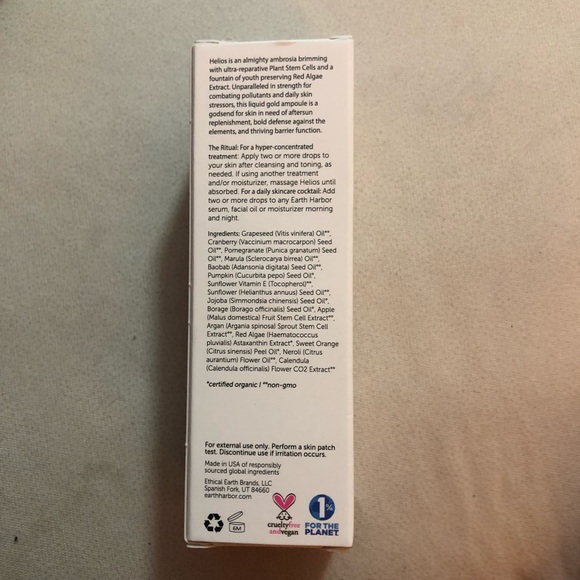 Helios is an almighty ambrosia brimming
with ultra-reparative Plant Stem Cells and a
fountain of youth preserving Red Algae
Extract. Unparalleled in strength for
combating pollutants and daily skin
stressors, this liquid gold ampoule is a
godsend for skin in need of aftersun
replenishment, bold defense against the
elements, and thriving barrier function.
The Ritual: For a hyper-concentrated
treatment: Apply two or more drops to
your skin after cleansing and toning, as
needed. If using another treatment
and/or moisturizer, massage Helios until
absorbed. For a daily skincare cocktail: Add
two or more drops to any Earth Harbor
serum, facial oil or moisturizer morning
and night.
Ingredients: Grapeseed (Vitis vinifera) Oil**,
Cranberry (Vaccinium macrocarpon) Seed
Oil**, Pomegranate (Punica granatum) Seed
Oil**, Marula (Sclerocarya birrea) Oil**,
Baobab (Adansonia digitata) Seed Oil*,
Pumpkin (Cucurbita pepo) Seed Oil*,
Sunflower Vitamin E (Tocopherol)**,
Sunflower (Helianthus annuus) Seed Oil**,
Jojoba (Simmondsia chinensis) Seed Oil*,
Borage (Borago officinalis) Seed Oil*, Apple
(Malus domestica) Fruit Stem Cell Extract**,
Argan (Argania spinosa) Sprout Stem Cell
Extract**, Red Algae (Haematococcus
pluvialis) Astaxanthin Extract*, Sweet Orange
(Citrus sinensis) Peel Oil*, Neroli (Citrus
aurantium) Flower Oil**, Calendula
(Calendula officinalis) Flower CO2 Extract**
*certified organic | **non-gmo
For external use only. Perform a skin patch
test. Discontinue use if irritation occurs.
Made in USA of responsibly
sourced global ingredients
Ethical Earth Brands, LLC
Spanish Fork, UT 84660
earthharbor.com
6M
crueltyfree
andvegan
1%
FOR THE
PLANET